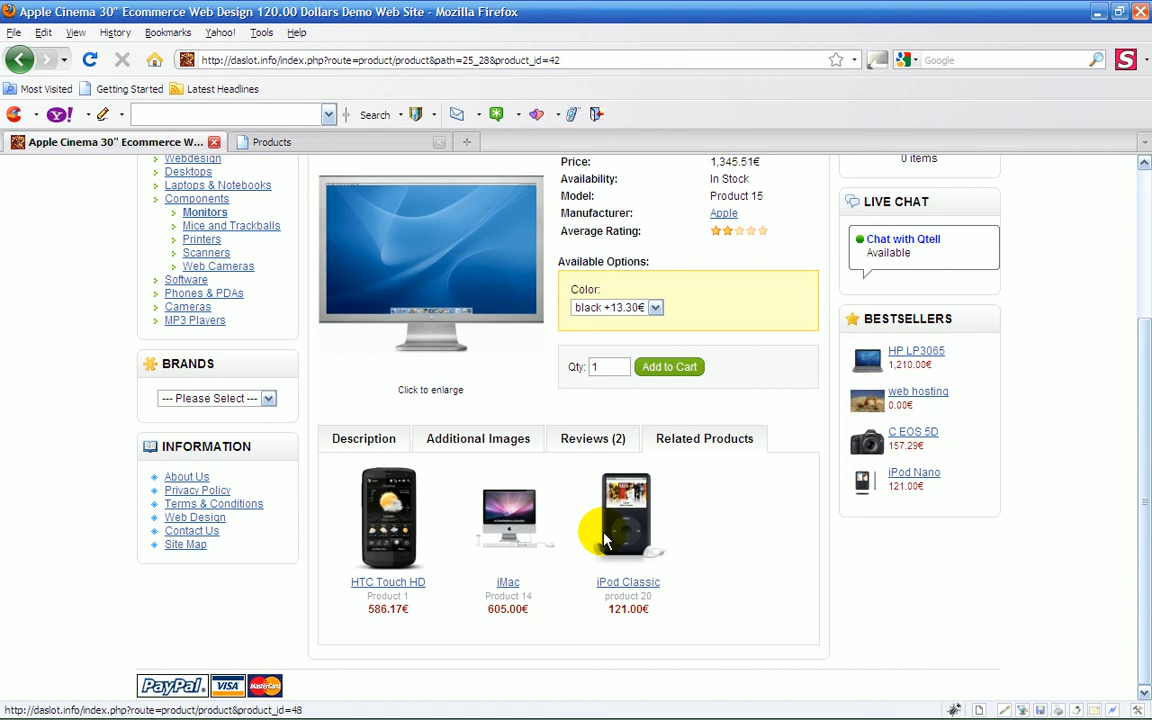 Apple Cinema 30" Ecommerce Web Design 120.00 Dollars Demo Web Site - Mozilla Firefox
File Edit View History Bookmarks Yahoo! Tools Help
http://daslot.info/index.php?route=product/product&path=25_28&product_id=42
Google
S
Most Visited Getting Started Latest Headlines
Y! Search
Apple Cinema 30" Ecommerce W... Products
Webdesign
Desktops
Laptops & Notebooks
Components
Monitors
Mice and Trackballs
Printers
Scanners
Web Cameras
Software
Phones & PDAs
Cameras
MP3 Players
BRANDS
--- Please Select ---
INFORMATION
About Us
Privacy Policy
Terms & Conditions
Web Design
Contact Us
Site Map
Click to enlarge
Price: 1,345.51€
Availability: In Stock
Model: Product 15
Manufacturer: Apple
Average Rating:
Available Options:
Color:
black +13.30€
Qty: 1 Add to Cart
Description Additional Images Reviews (2) Related Products
HTC Touch HD
Product 1
586.17€
iMac
Product 14
605.00€
iPod Classic
product 20
121.00€
0 items
LIVE CHAT
Chat with Qtell
Available
BESTSELLERS
HP LP3065
1,210.00€
web hosting
0.00€
C EOS 5D
157.29€
iPod Nano
121.00€
PayPal VISA MasterCard
http://daslot.info/index.php?route=product/product&product_id=48